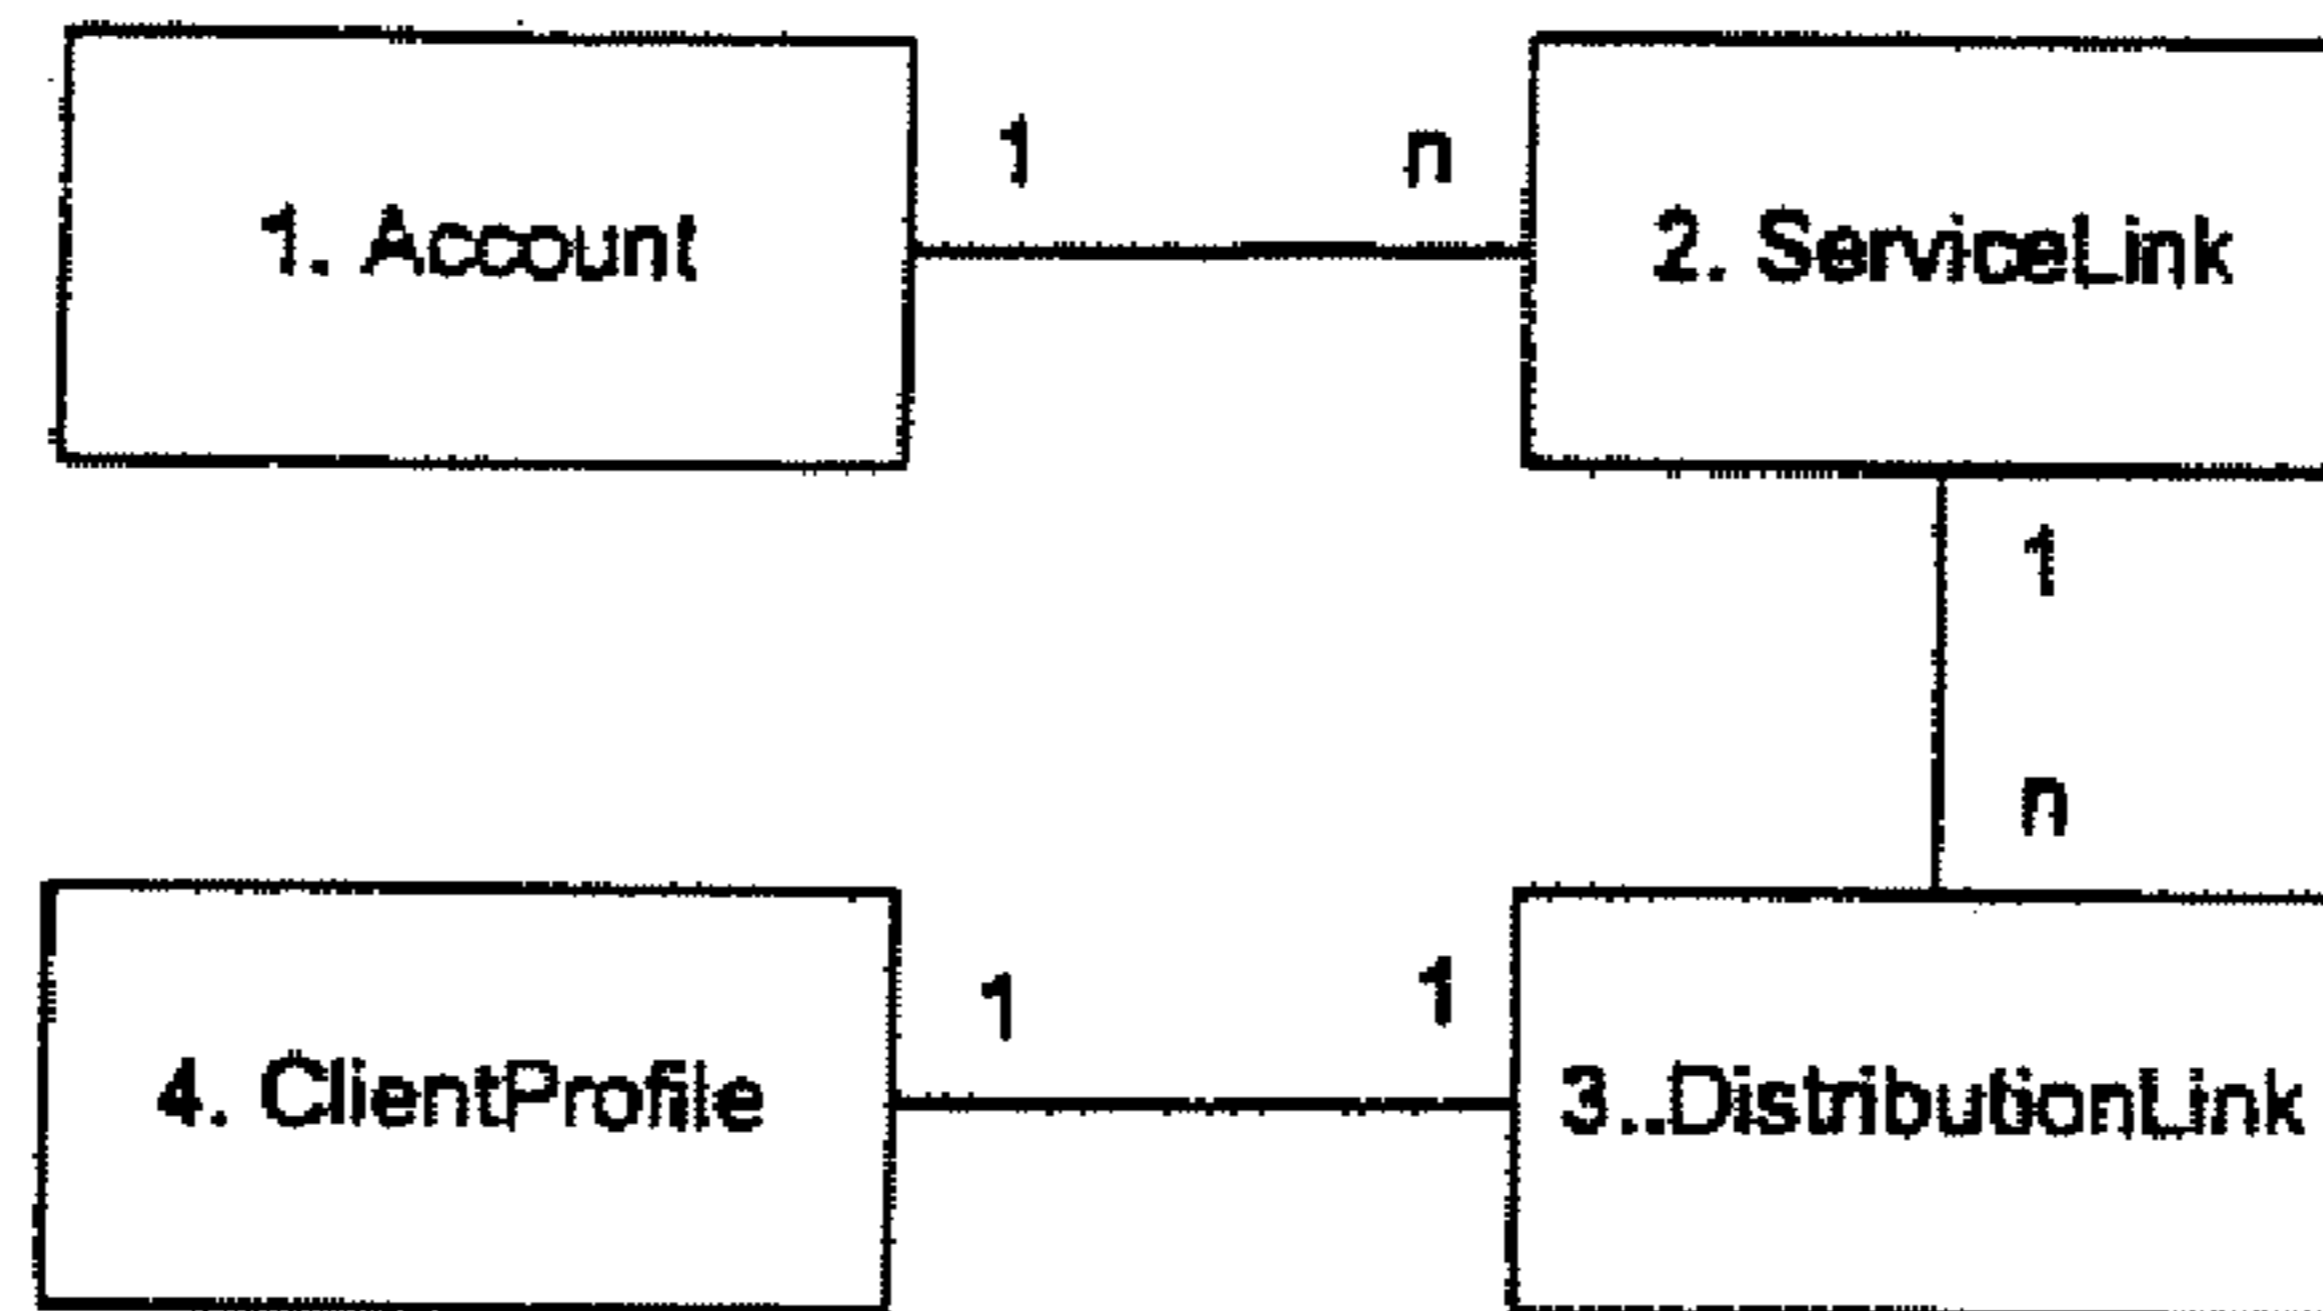 1 n
1. Account 2. ServiceLink
1
n
1 1
4. ClientProfile 3..DistributionLink